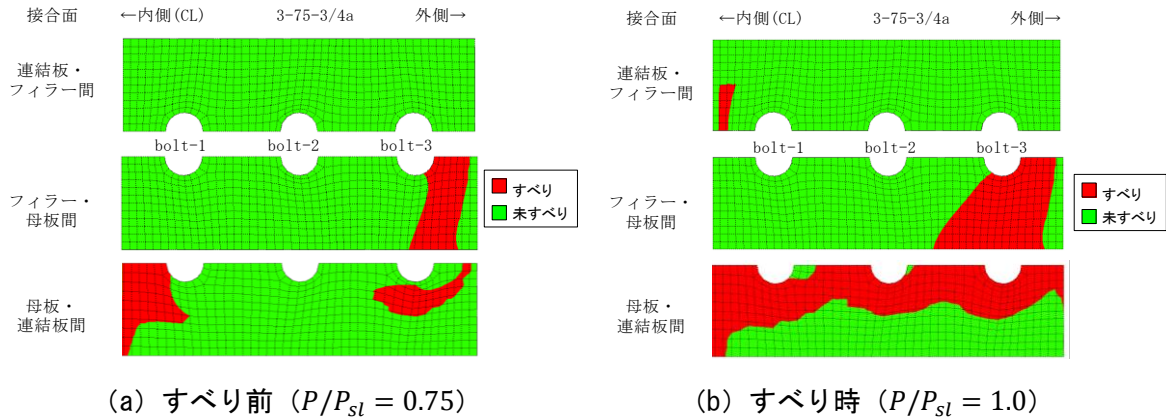 接合面 ←内側(CL) 3-75-3/4a 外側→
連結板・
フィラー間
bolt-1 bolt-2 bolt-3
フィラー・
母板間
すべり
未すべり
母板・
連結板間
(a) すべり前 (P/P_{sl} = 0.75)
接合面 ←内側(CL) 3-75-3/4a 外側→
連結板・
フィラー間
bolt-1 bolt-2 bolt-3
フィラー・
母板間
すべり
未すべり
母板・
連結板間
(b) すべり時 (P/P_{sl} = 1.0)